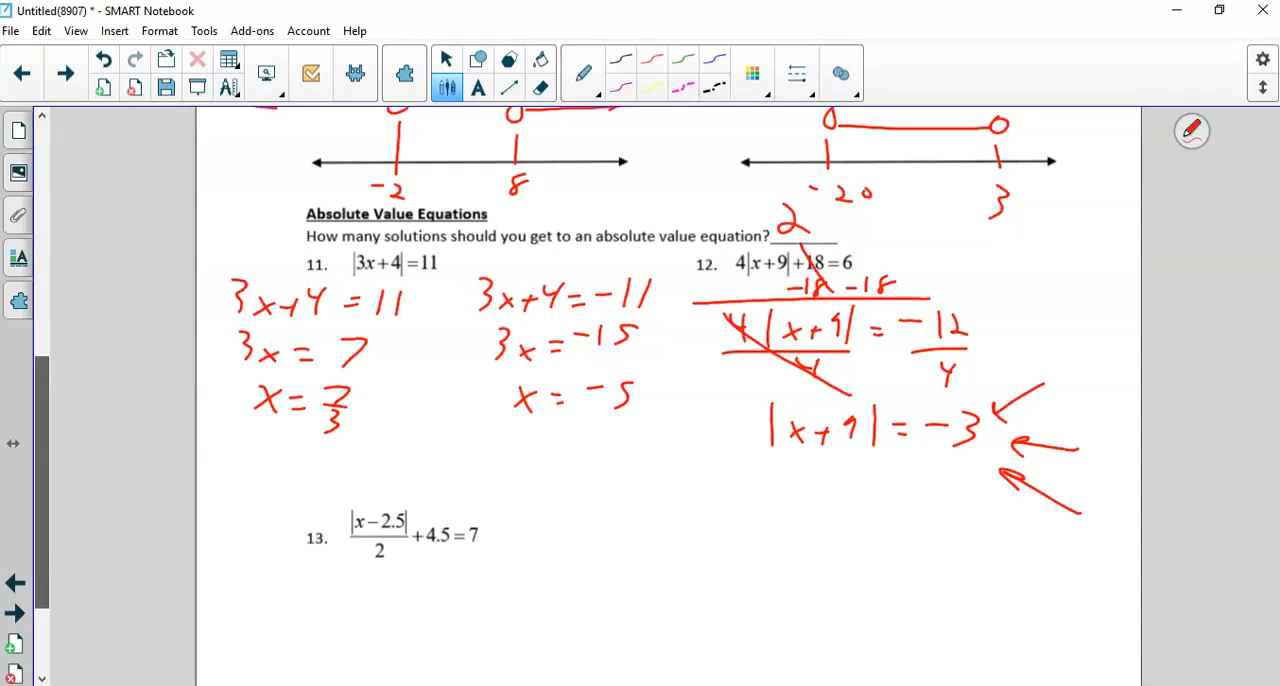 Untitled(8907) * - SMART Notebook
File Edit View Insert Format Tools Add-ons Account Help
-2 8 -20 3
Absolute Value Equations
2
How many solutions should you get to an absolute value equation?________
11. |3x+4|=11
12. 4|x+9|+18=6
-18 -18
3x+4 = 11
3x = 7
x = 7/3
3x+4 = -11
3x = -15
x = -5
4|x+9| = -12
4 4
|x+9| = -3
13. |x-2.5|
2
+4.5=7